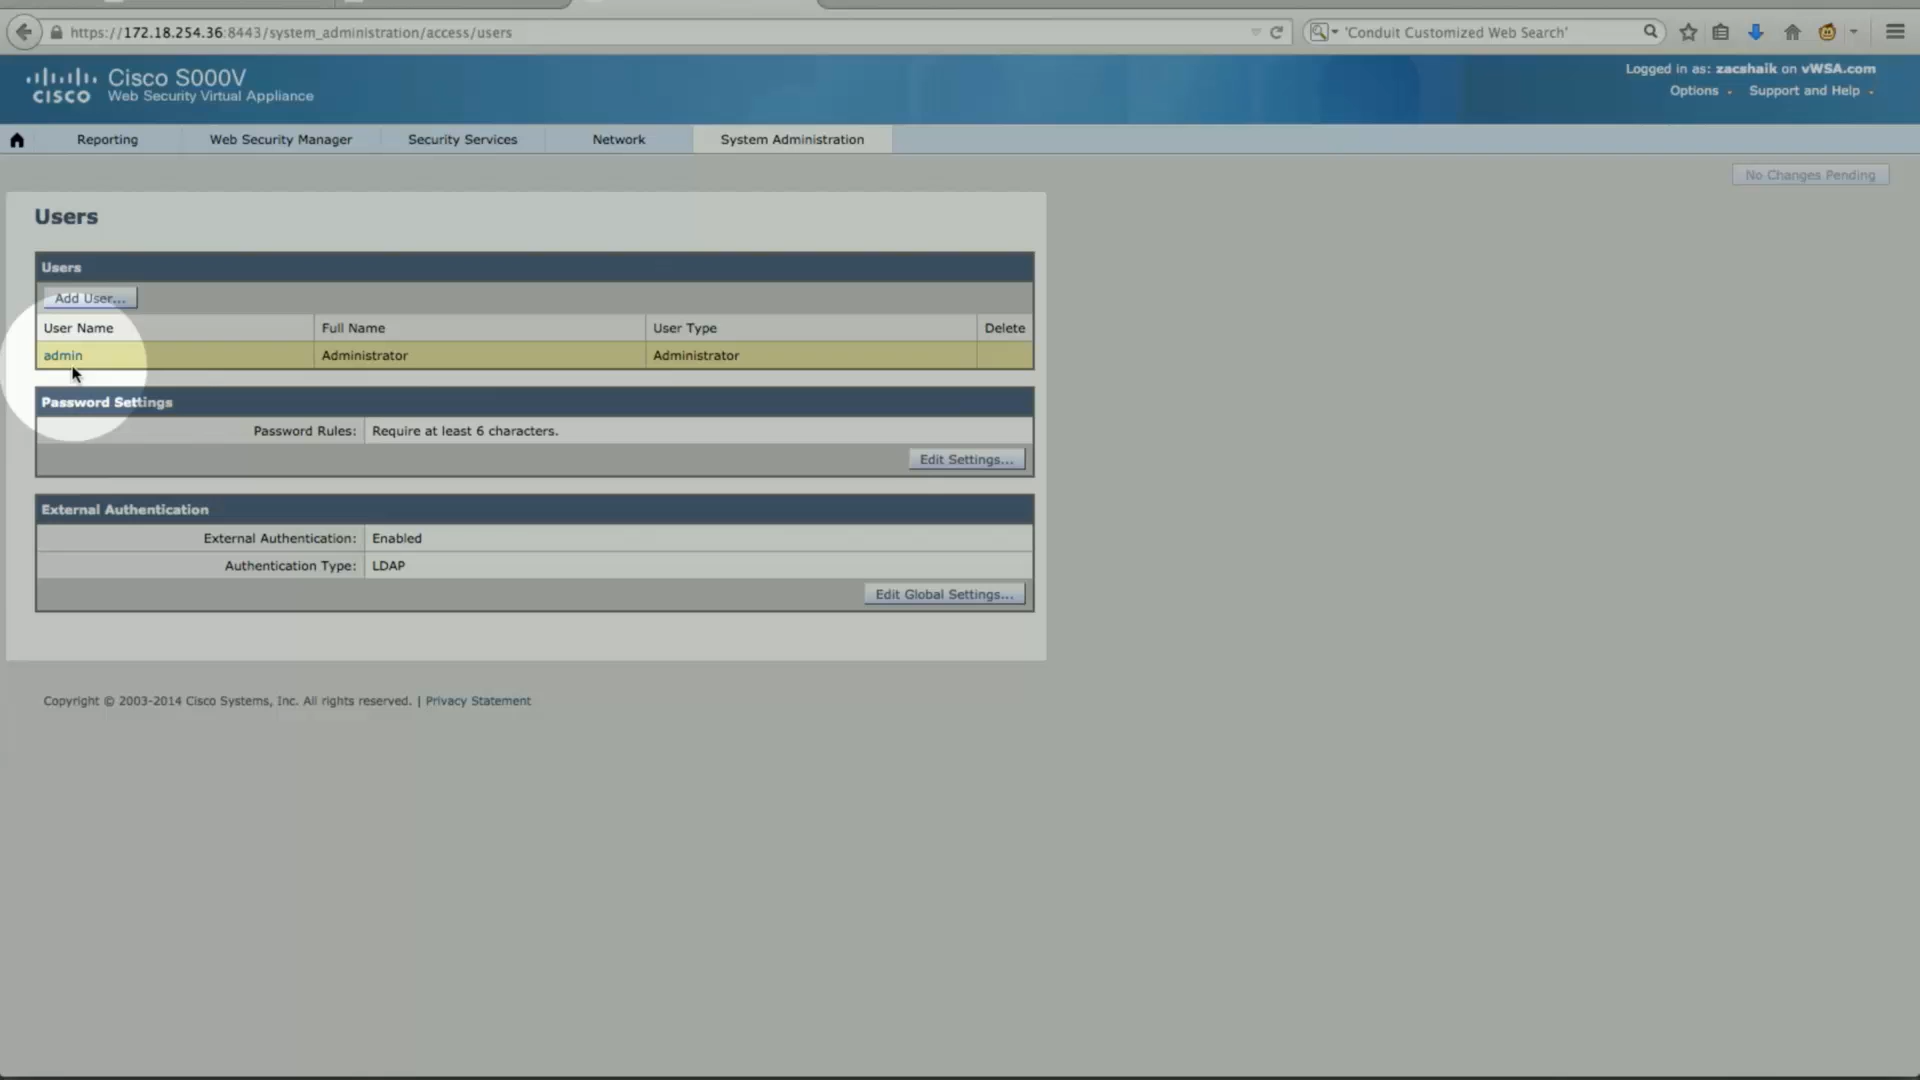 https://172.18.254.36:8443/system_administration/access/users
'Conduit Customized Web Search'
CISCO
Cisco S000V
Web Security Virtual Appliance
Logged in as: zacshaik on vWSA.com
Options
Support and Help
Reporting
Web Security Manager
Security Services
Network
System Administration
No Changes Pending
Users
Users
Add User...
User Name
Full Name
User Type
Delete
admin
Administrator
Administrator
Password Settings
Password Rules:
Require at least 6 characters.
Edit Settings...
External Authentication
External Authentication:
Enabled
Authentication Type:
LDAP
Edit Global Settings...
Copyright © 2003-2014 Cisco Systems, Inc. All rights reserved. | Privacy Statement